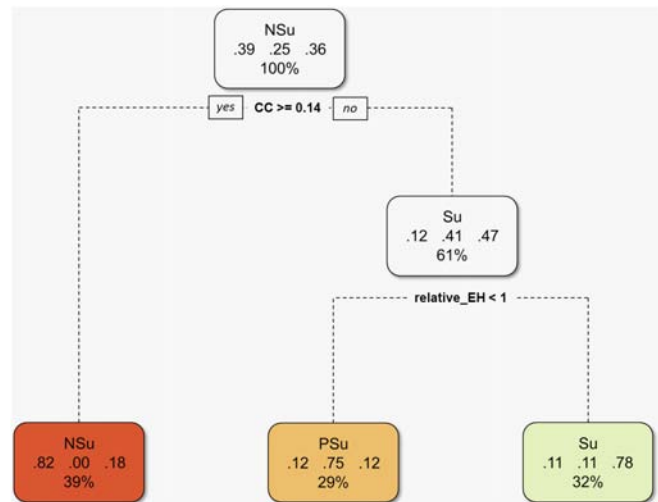 NSu
.39 .25 .36
100%
yes CC >= 0.14 no
Su
.12 .41 .47
61%
relative_EH < 1
NSu
.82 .00 .18
39%
PSu
.12 .75 .12
29%
Su
.11 .11 .78
32%